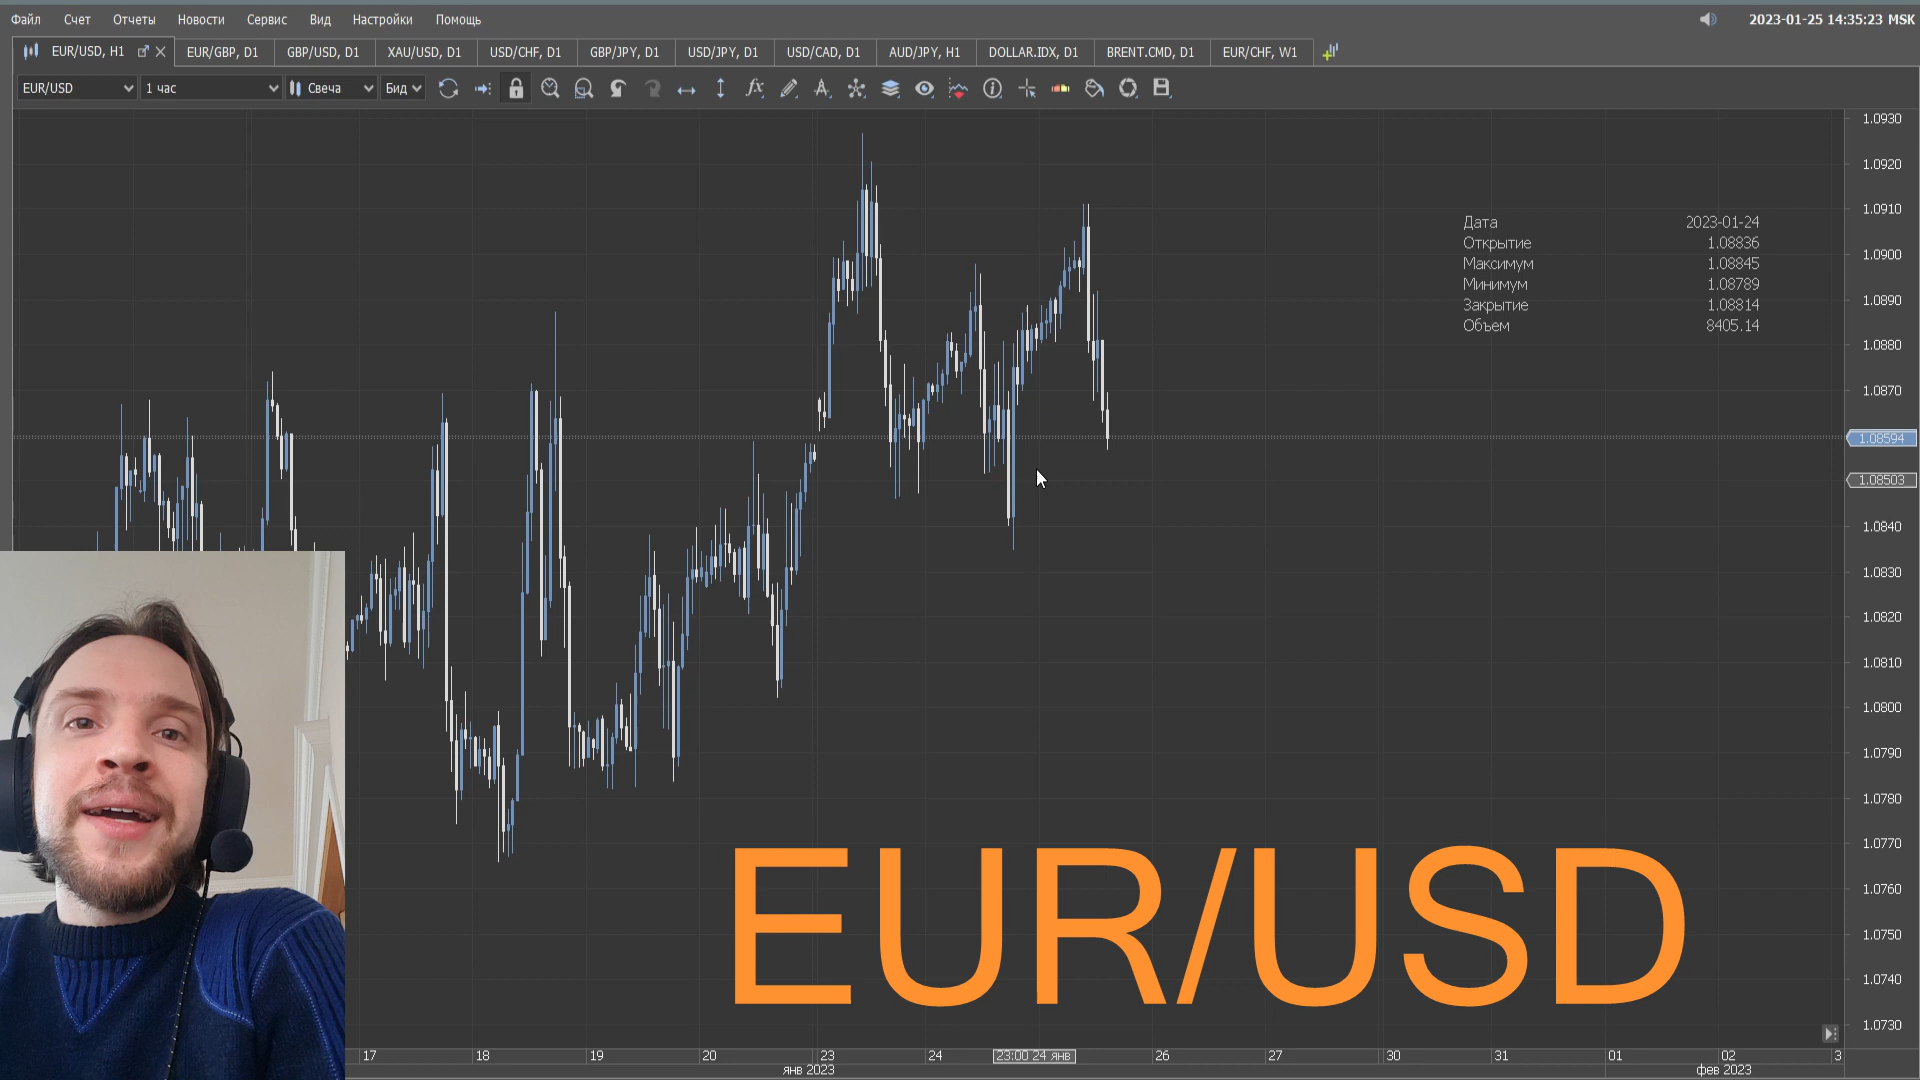 Файл Счет Отчеты Новости Сервис Вид Настройки Помощь 2023-01-25 14:35:23 MSK
EUR/USD, H1 EUR/GBP, D1 GBP/USD, D1 XAU/USD, D1 USD/CHF, D1 GBP/JPY, D1 USD/JPY, D1 USD/CAD, D1 AUD/JPY, H1 DOLLAR.IDX, D1 BRENT.CMD, D1 EUR/CHF, W1
EUR/USD 1 час Свеча Бид
1.0930
1.0920
1.0910
Дата 2023-01-24
Открытие 1.08836
1.0900
Максимум 1.08845
Минимум 1.08789
1.0890
Закрытие 1.08814
Объем 8405.14
1.0880
1.0870
1.08594
1.08503
1.0840
1.0830
1.0820
1.0810
1.0800
1.0790
1.0780
1.0770
1.0760
EUR/USD
1.0750
1.0740
1.0730
17 18 19 20 23 24 23:00 24 янв 26 27 30 31 01 02 3
янв 2023 фев 2023